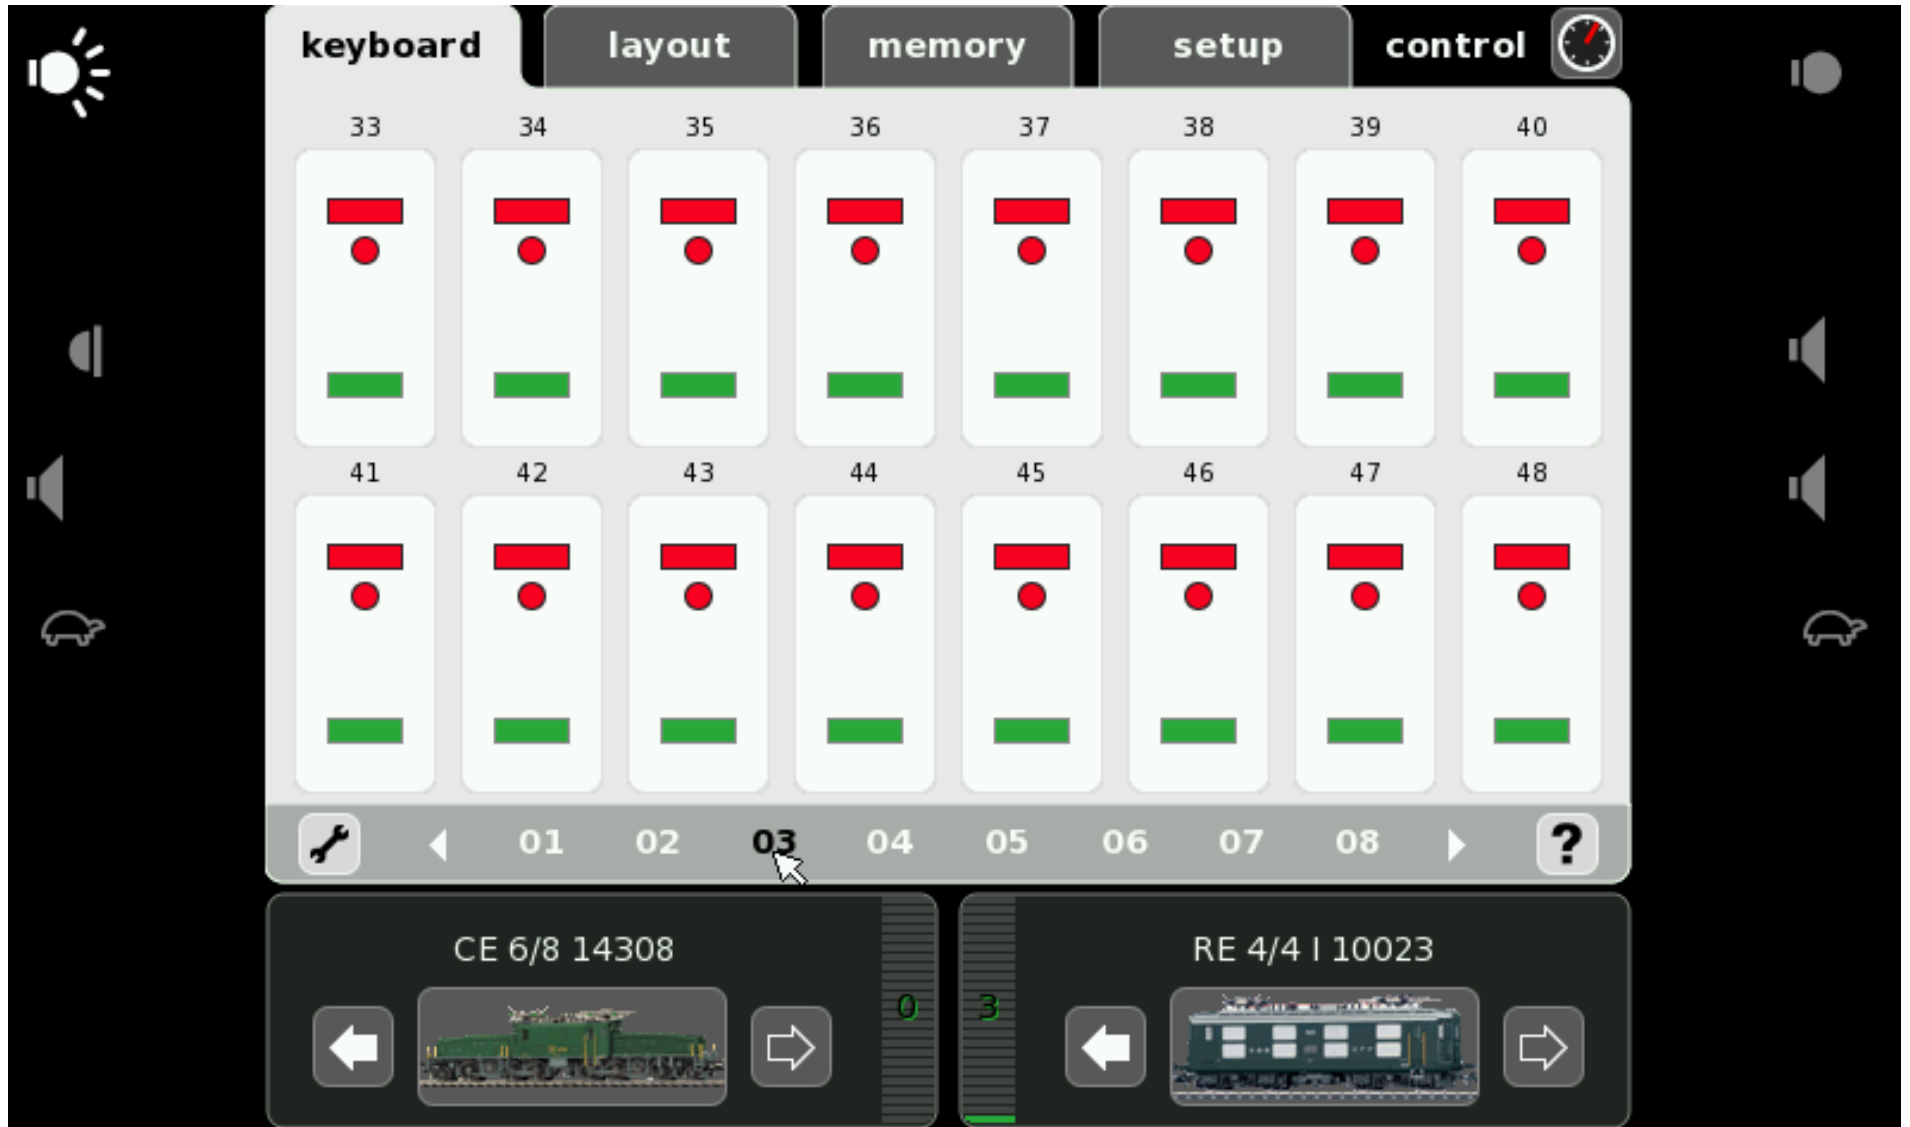 keyboard layout memory setup control
33 34 35 36 37 38 39 40
41 42 43 44 45 46 47 48
01 02 03 04 05 06 07 08 ?
CE 6/8 14308
0
3
RE 4/4 I 10023